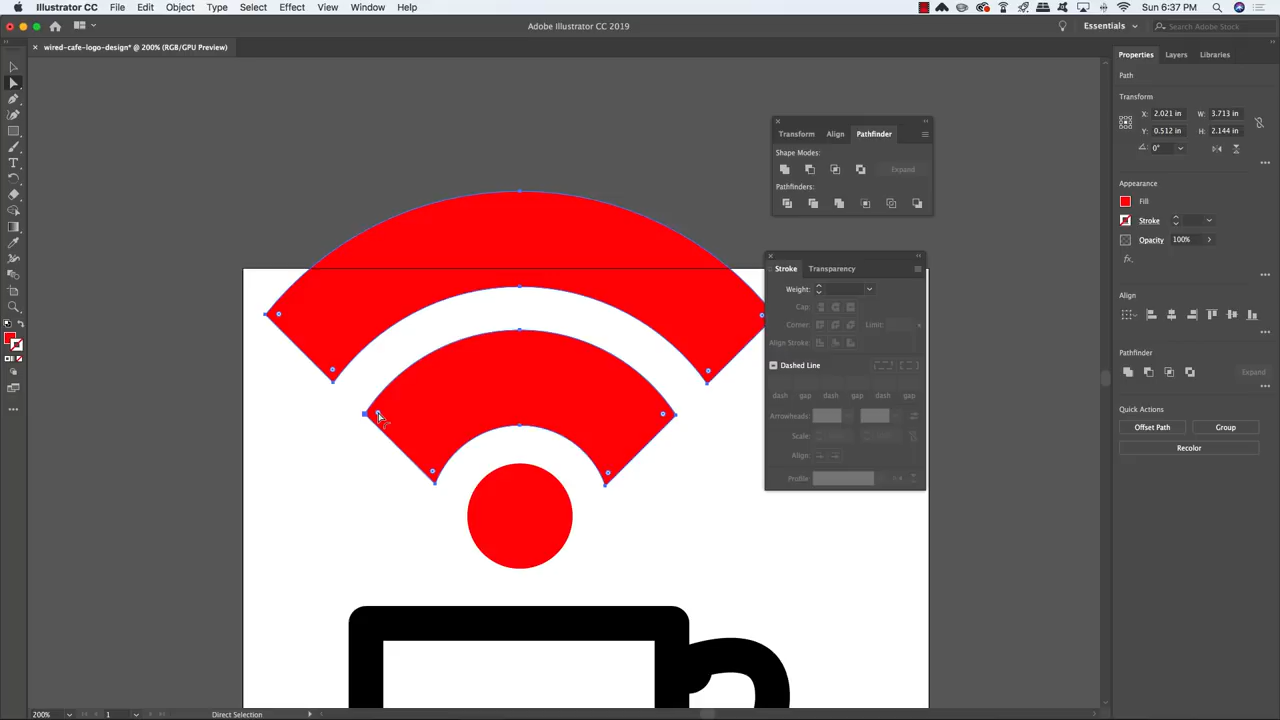 Illustrator CC File Edit Object Type Select Effect View Window Help Sun 6:37 PM
Adobe Illustrator CC 2019 Essentials Search Adobe Stock
wired-cafe-logo-design* @ 200% (RGB/GPU Preview)
Properties Layers Libraries
Path
Transform
X: 2.021 in W: 3.713 in
Y: 0.512 in H: 2.144 in
0°
Appearance
Fill
Stroke
Opacity 100%
fx.
Align
Pathfinder
Expand
Quick Actions
Offset Path Group
Recolor
Transform Align Pathfinder
Shape Modes:
Expand
Pathfinders:
Stroke Transparency
Weight:
Cap:
Corner: Limit: x
Align Stroke:
Dashed Line
dash gap dash gap dash gap
Arrowheads:
Scale:
Align:
Profile:
200% 1 Direct Selection